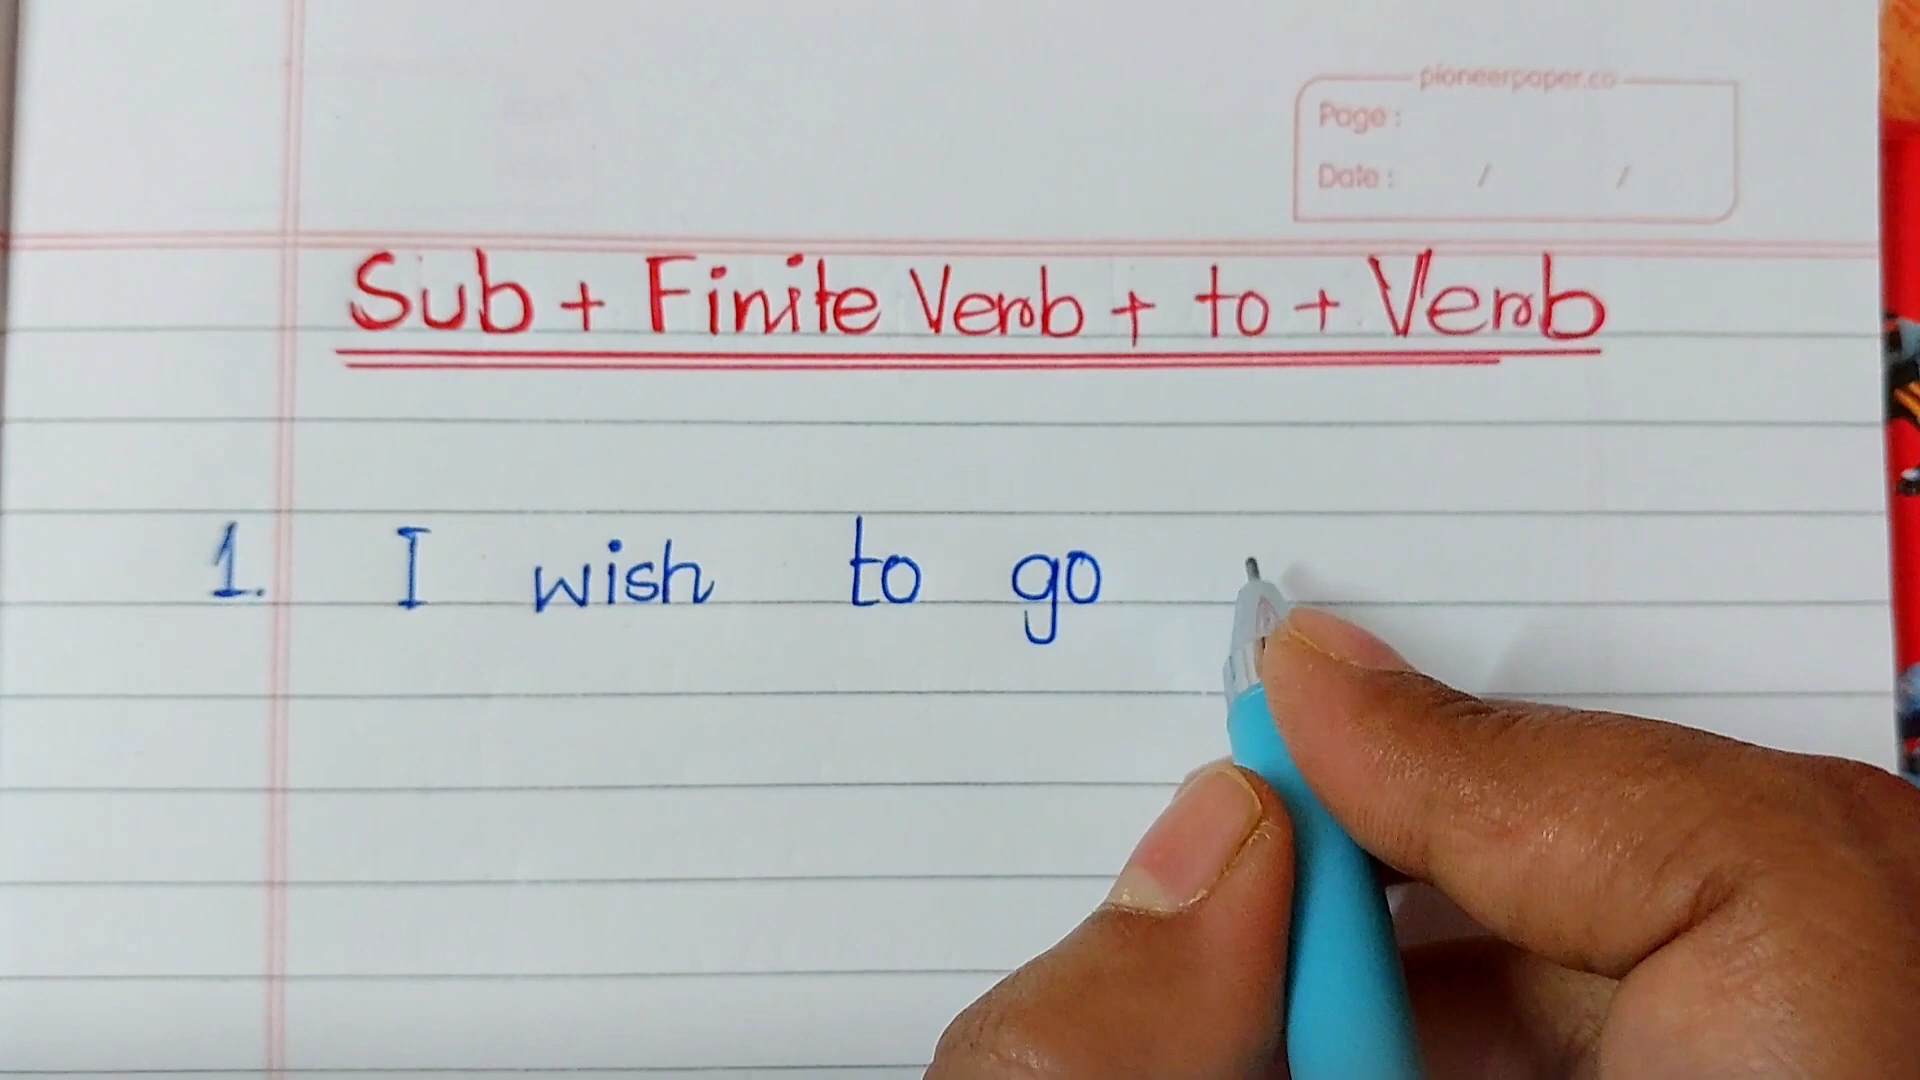 pioneerpaper.co
Page :
Date : / /
Sub + Finite Verb + to + Verb
1. I wish to go